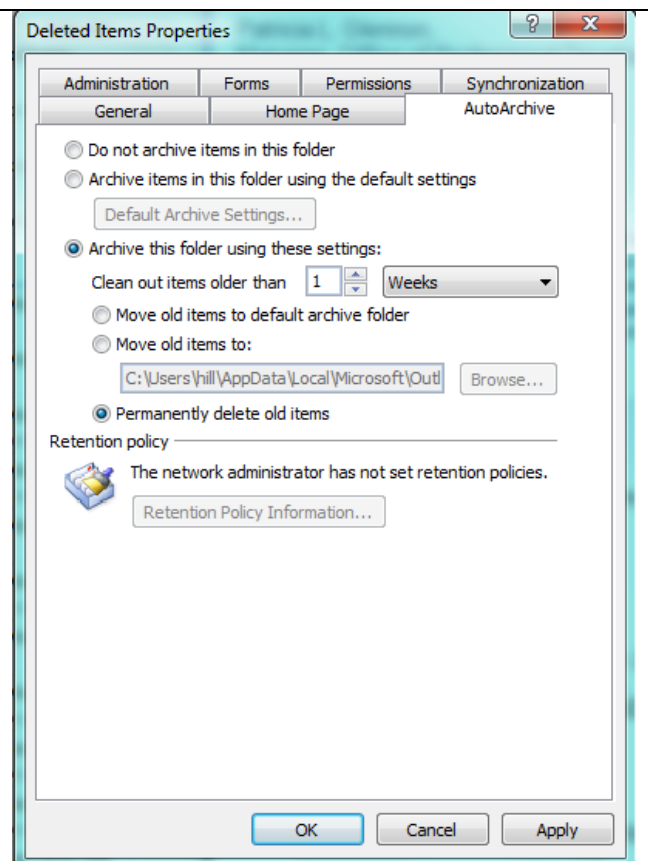 Deleted Items Properties
Administration Forms Permissions Synchronization
General Home Page AutoArchive
Do not archive items in this folder
Archive items in this folder using the default settings
Default Archive Settings...
Archive this folder using these settings:
Clean out items older than 1 Weeks
Move old items to default archive folder
Move old items to:
C:\Users\hill\AppData\Local\Microsoft\Outl Browse...
Permanently delete old items
Retention policy
The network administrator has not set retention policies.
Retention Policy Information...
OK Cancel Apply